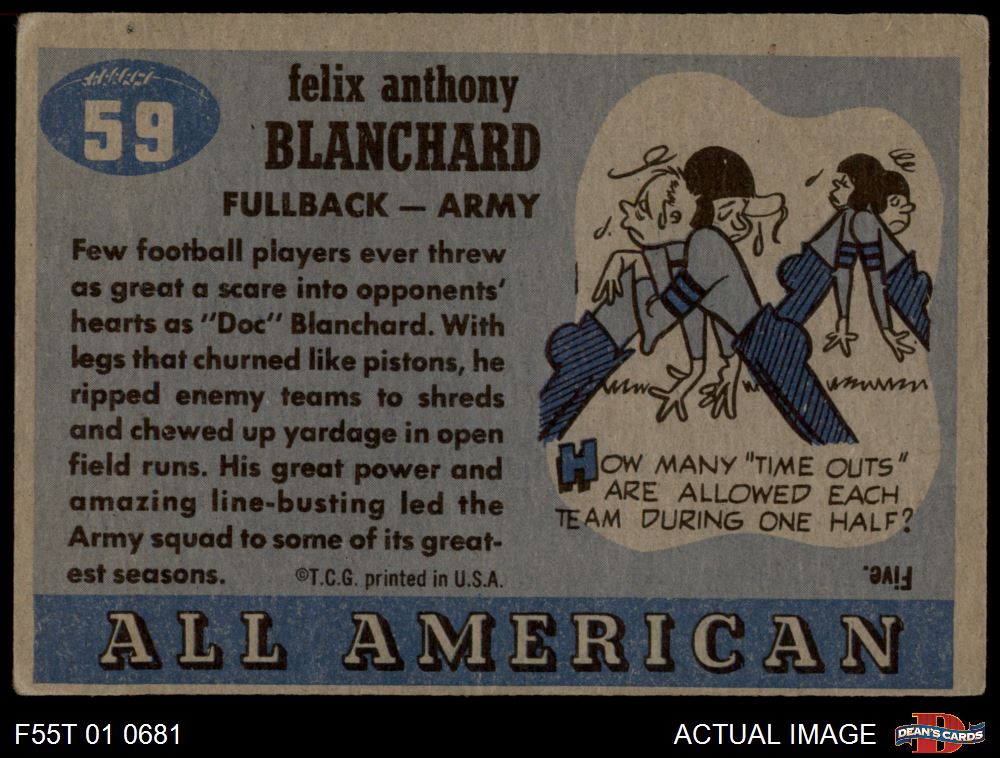 59
felix anthony
BLANCHARD
FULLBACK — ARMY
Few football players ever threw
as great a scare into opponents'
hearts as "Doc" Blanchard. With
legs that churned like pistons, he
ripped enemy teams to shreds
and chewed up yardage in open
field runs. His great power and
amazing line-busting led the
Army squad to some of its great-
est seasons.
©T.C.G. printed in U.S.A.
HOW MANY "TIME OUTS"
ARE ALLOWED EACH
TEAM DURING ONE HALF?
Five.
ALL AMERICAN
F55T 01 0681
ACTUAL IMAGE
D
DEAN'S CARDS